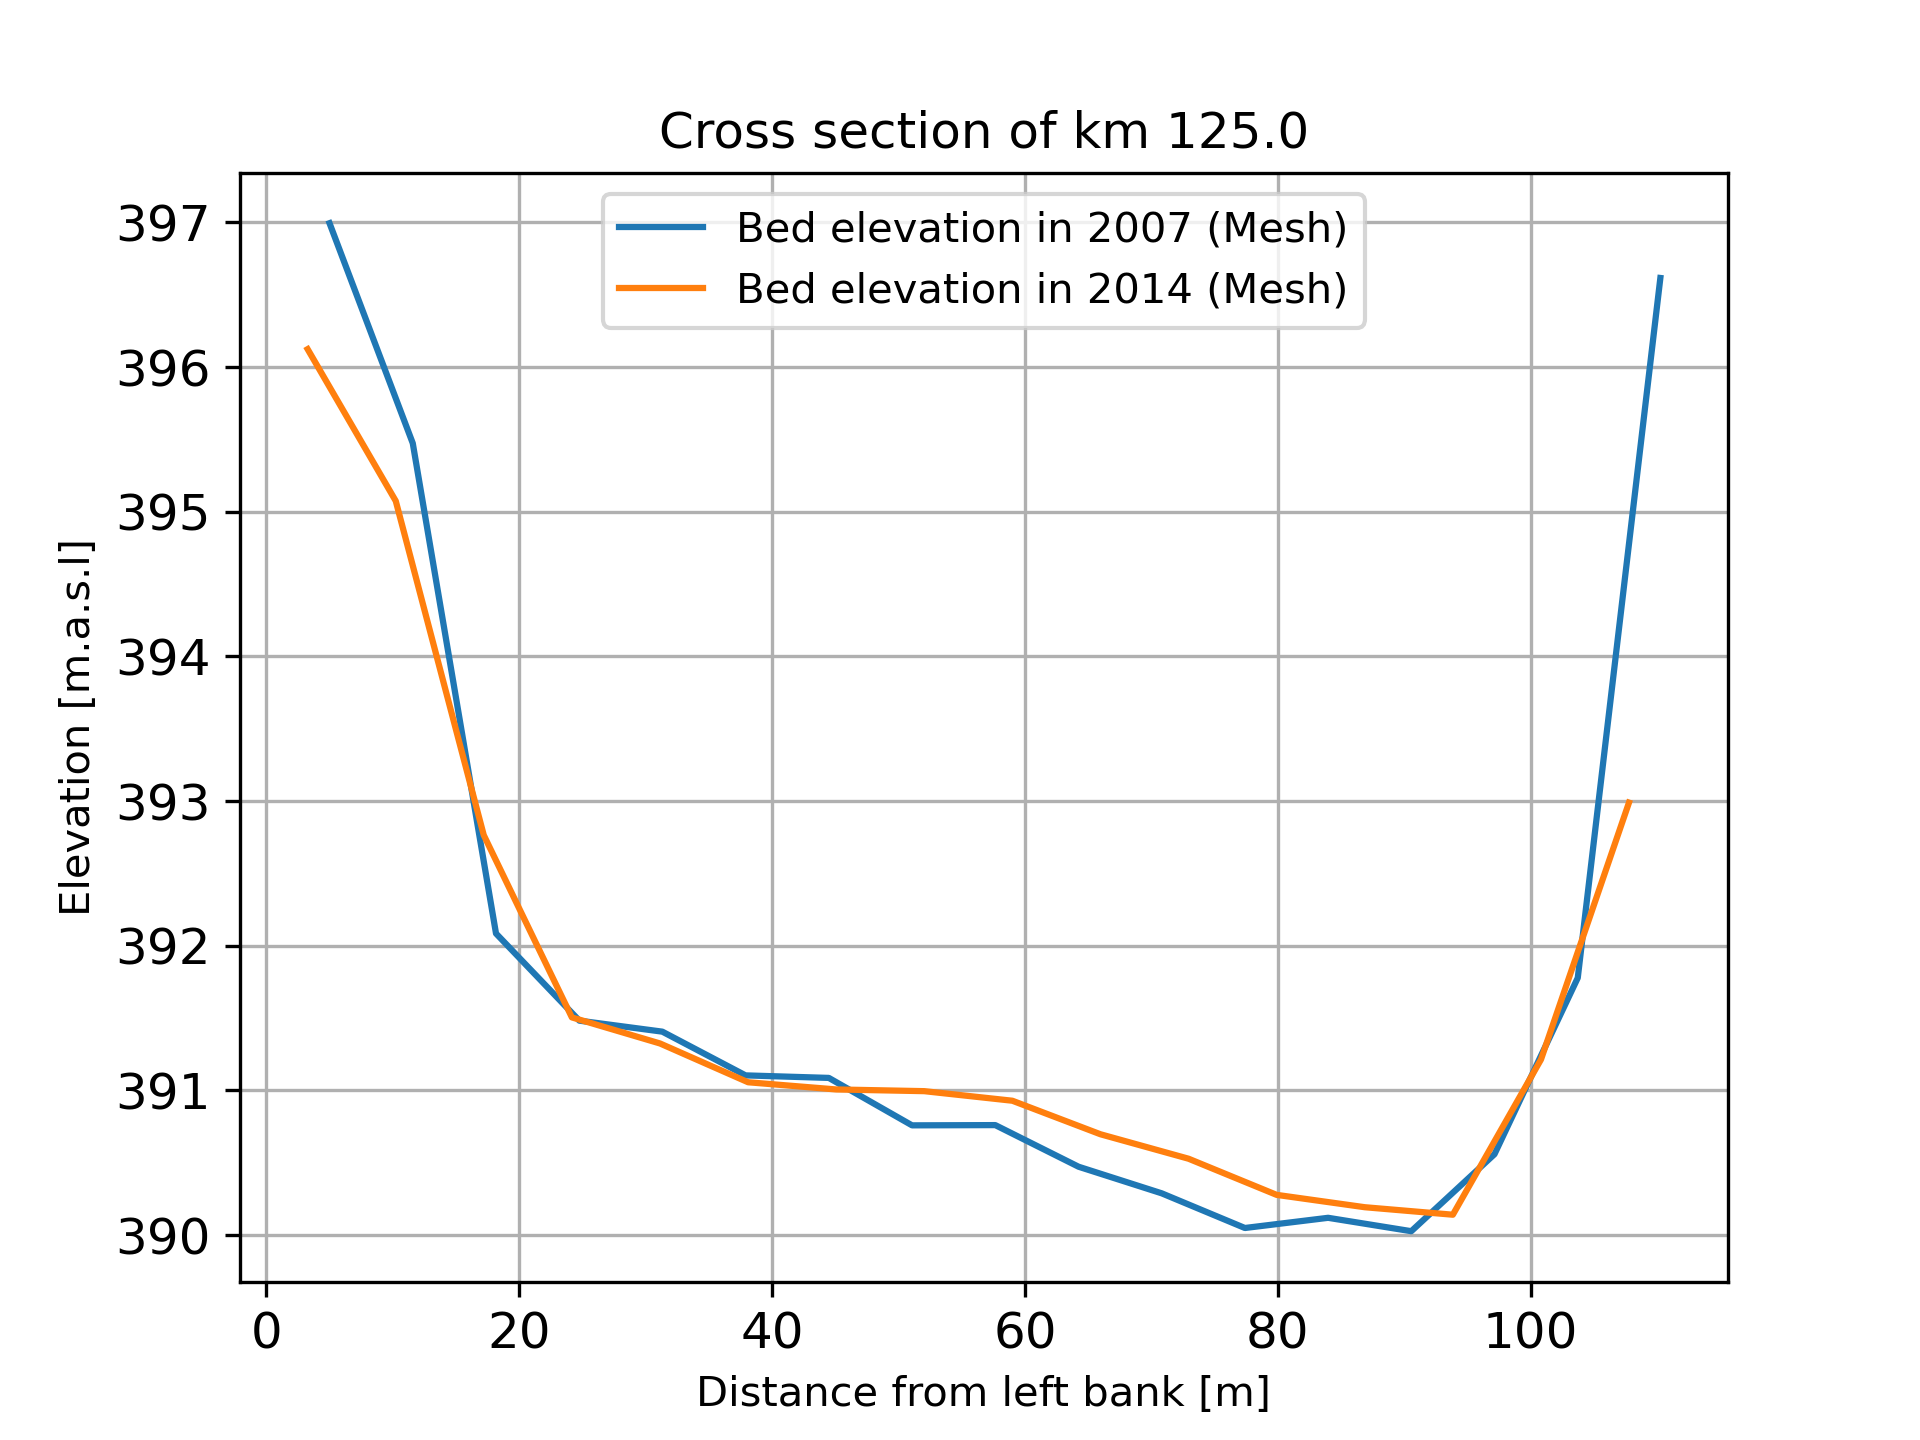 Cross section of km 125.0
Bed elevation in 2007 (Mesh)
Bed elevation in 2014 (Mesh)
Elevation [m.a.s.l]
397
396
395
394
393
392
391
390
0 20 40 60 80 100
Distance from left bank [m]